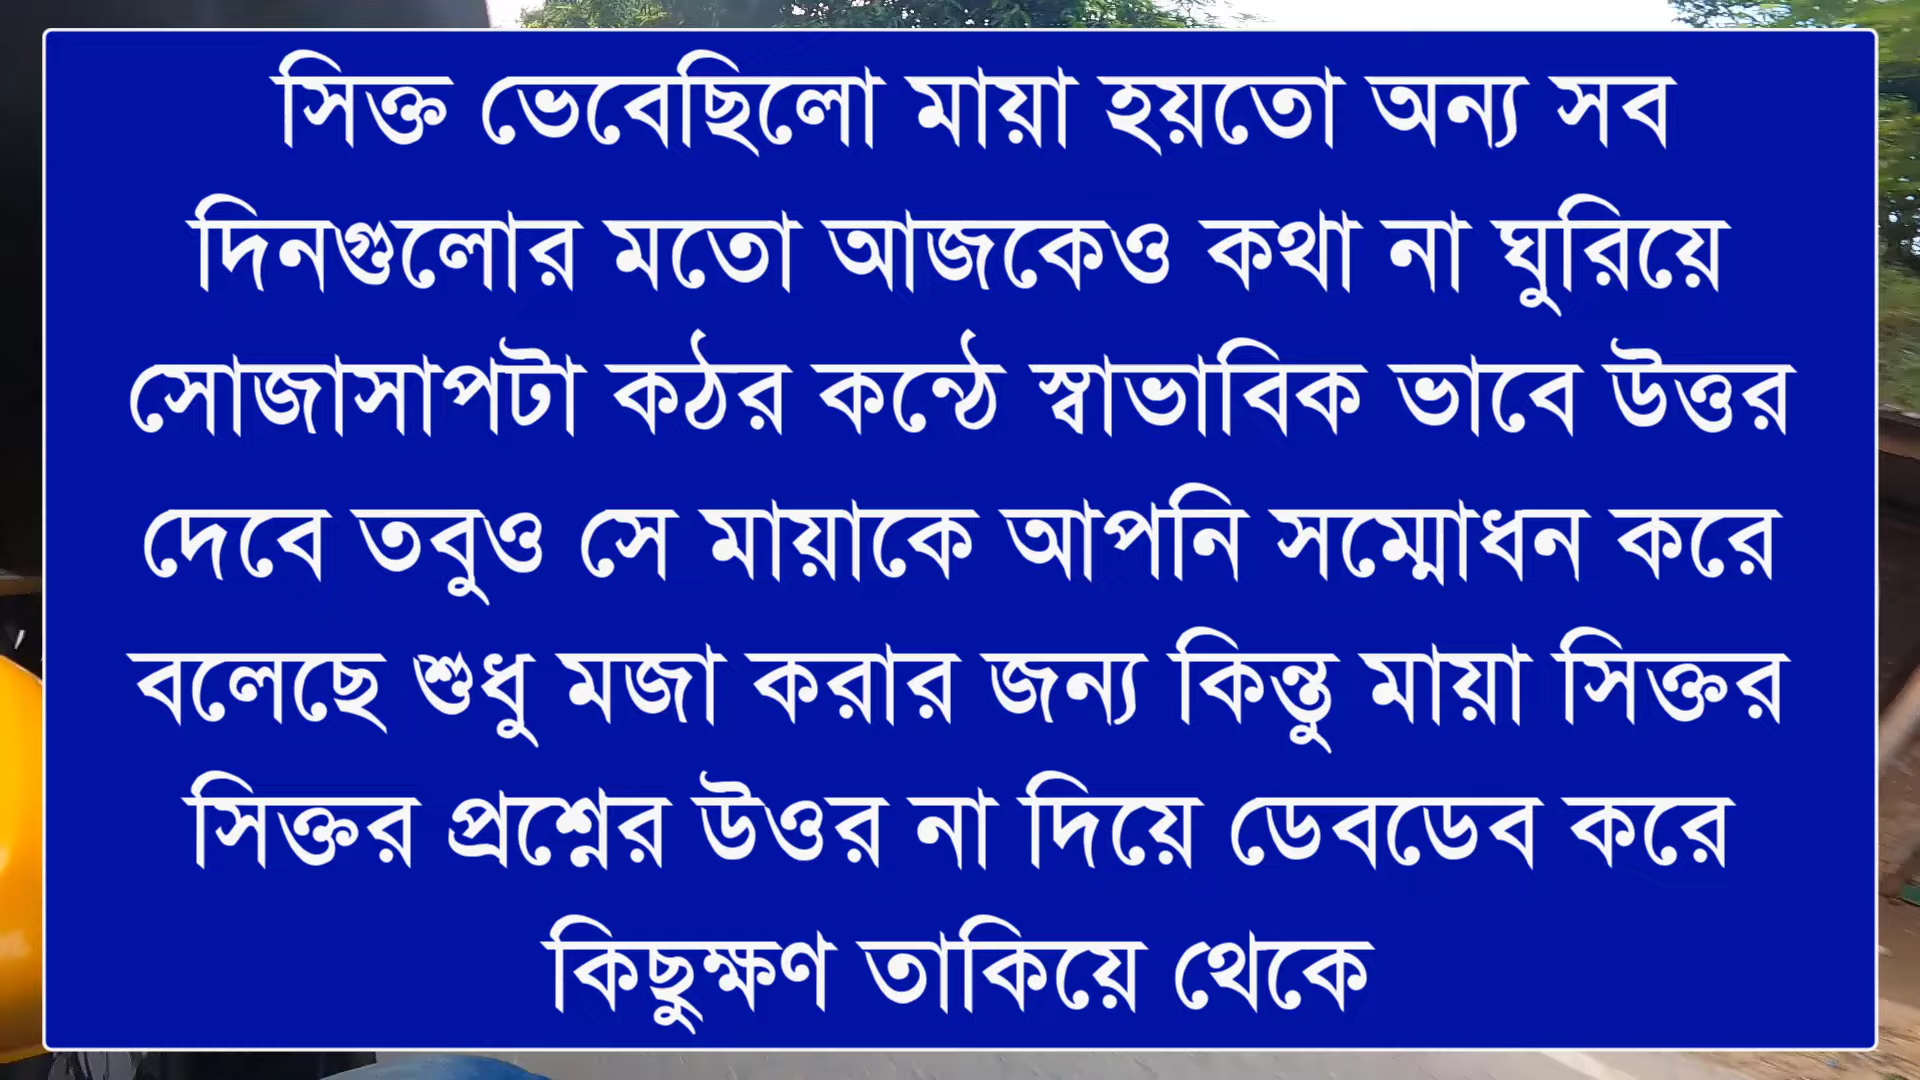 সিক্ত ভেবেছিলো মায়া হয়তো অন্য সব
দিনগুলোর মতো আজকেও কথা না ঘুরিয়ে
সোজাসাপটা কঠর কন্ঠে স্বাভাবিক ভাবে উত্তর
দেবে তবুও সে মায়াকে আপনি সম্মোধন করে
বলেছে শুধু মজা করার জন্য কিন্তু মায়া সিক্তর
সিক্তর প্রশ্নের উওর না দিয়ে ডেবডেব করে
কিছুক্ষণ তাকিয়ে থেকে